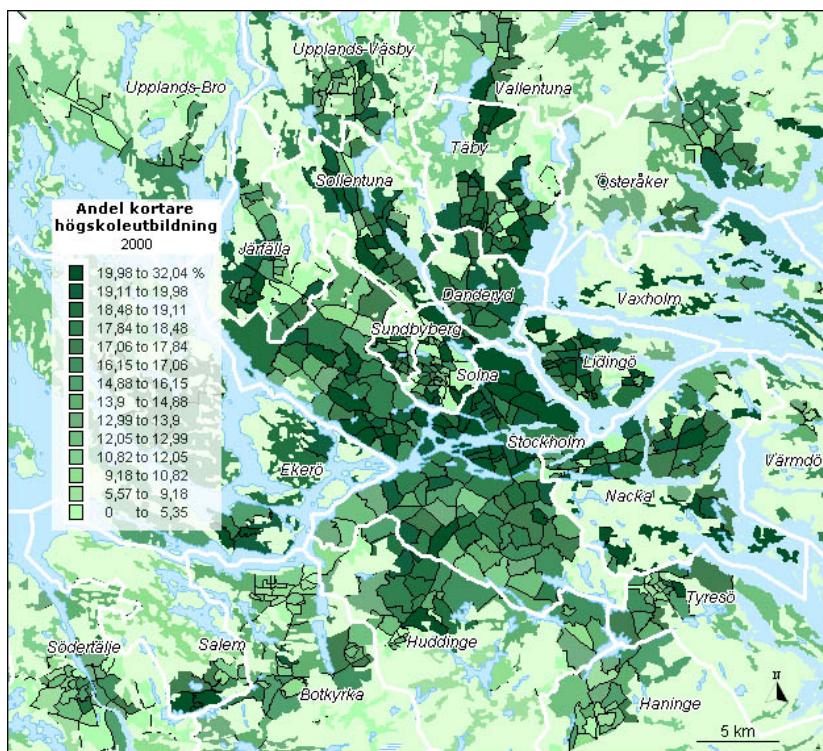 Upplands-Väsby
Upplands-Bro
Vallentuna
Täby
Sollentuna
Österåker
Andel kortare
högskoleutbildning
2000
19,98 to 32,04 %
19,11 to 19,98
18,48 to 19,11
17,84 to 18,48
17,06 to 17,84
16,15 to 17,06
14,88 to 16,15
13,9 to 14,88
12,99 to 13,9
12,05 to 12,99
10,82 to 12,05
9,18 to 10,82
5,57 to 9,18
0 to 5,35
Järfälla
Danderyd
Vaxholm
Sundbyberg
Lidingö
Solna
Stockholm
Ekerö
Värmdö
Nacka
Tyresö
Södertälje
Salem
Huddinge
Botkyrka
Haninge
N
5 km